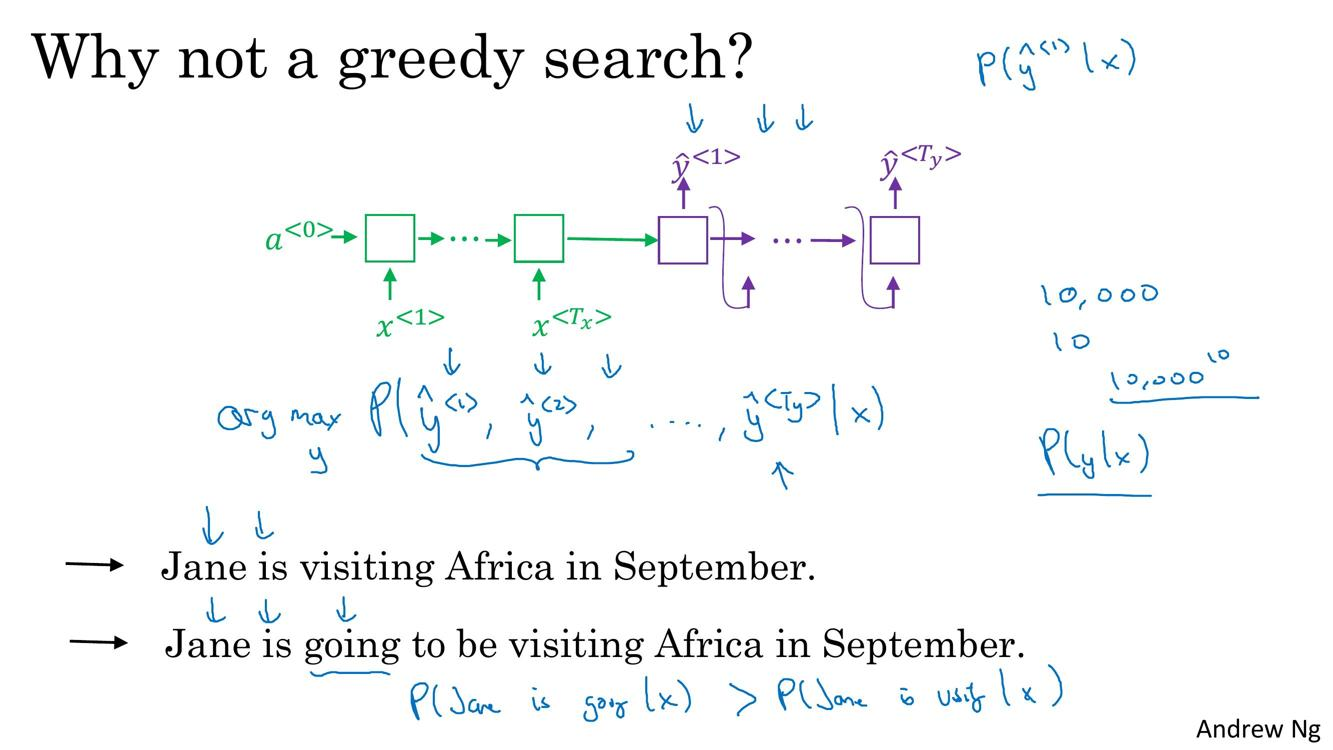 Why not a greedy search?
P(ŷ<1>|x)
ŷ<1> ŷ<Ty>
a<0> ... ...
x<1> x<Tx>
10,000
10
10,000^10
arg max P(ŷ<1>, ŷ<2>, ...., ŷ<Ty>|x)
y
P(y|x)
Jane is visiting Africa in September.
Jane is going to be visiting Africa in September.
P(Jane is going|x) > P(Jane is visiting|x)
Andrew Ng